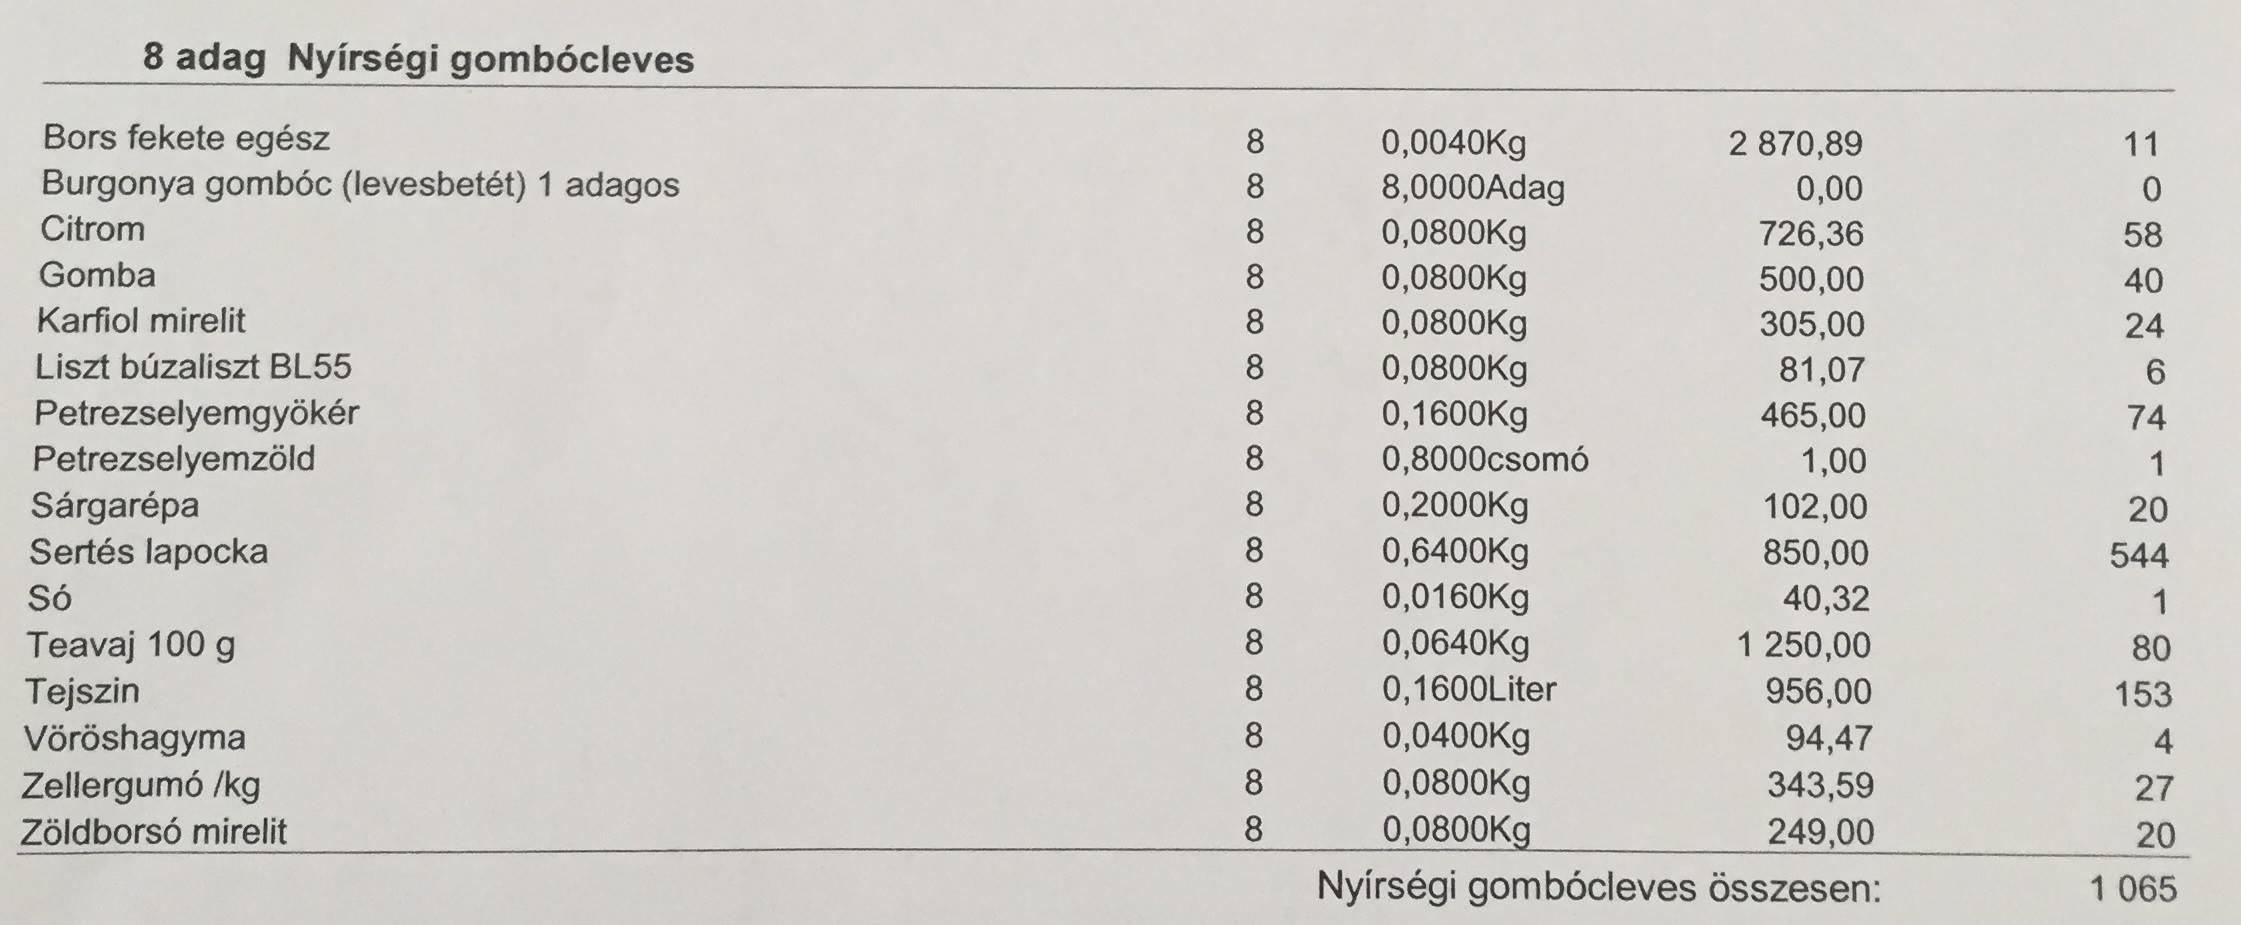 8 adag Nyírségi gombócleves
Bors fekete egész 8 0,0040Kg 2 870,89 11
Burgonya gombóc (levesbetét) 1 adagos 8 8,0000Adag 0,00 0
Citrom 8 0,0800Kg 726,36 58
Gomba 8 0,0800Kg 500,00 40
Karfiol mirelit 8 0,0800Kg 305,00 24
Liszt búzaliszt BL55 8 0,0800Kg 81,07 6
Petrezselyemgyökér 8 0,1600Kg 465,00 74
Petrezselyemzöld 8 0,8000csomó 1,00 1
Sárgarépa 8 0,2000Kg 102,00 20
Sertés lapocka 8 0,6400Kg 850,00 544
Só 8 0,0160Kg 40,32 1
Teavaj 100 g 8 0,0640Kg 1 250,00 80
Tejszin 8 0,1600Liter 956,00 153
Vöröshagyma 8 0,0400Kg 94,47 4
Zellergumó /kg 8 0,0800Kg 343,59 27
Zöldborsó mirelit 8 0,0800Kg 249,00 20
Nyírségi gombócleves összesen: 1 065